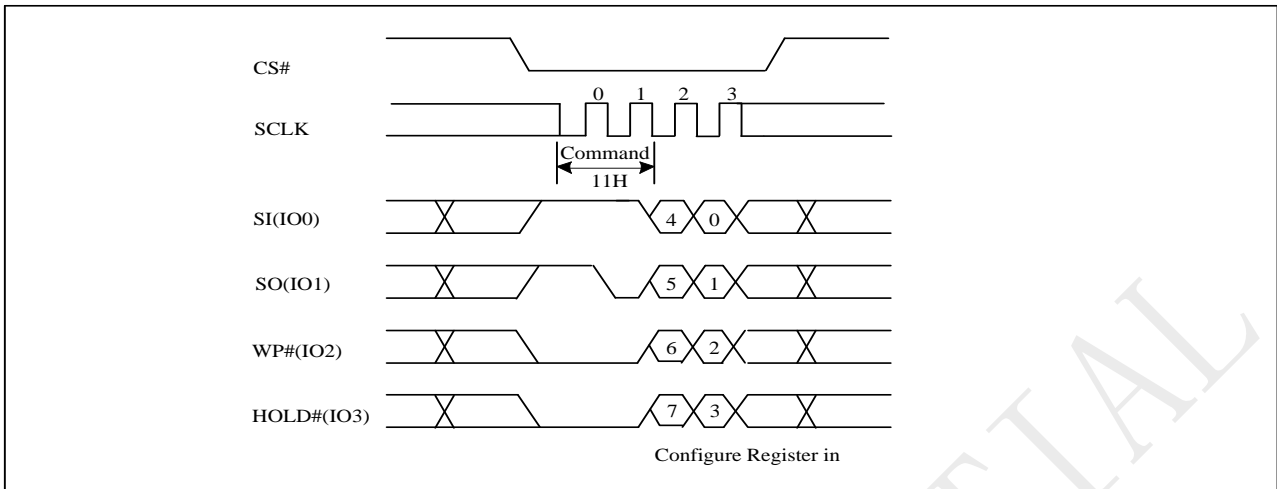 CS#
0 1 2 3
SCLK
Command
11H
SI(IO0) 4 0
SO(IO1) 5 1
WP#(IO2) 6 2
HOLD#(IO3) 7 3
Configure Register in
TIAL